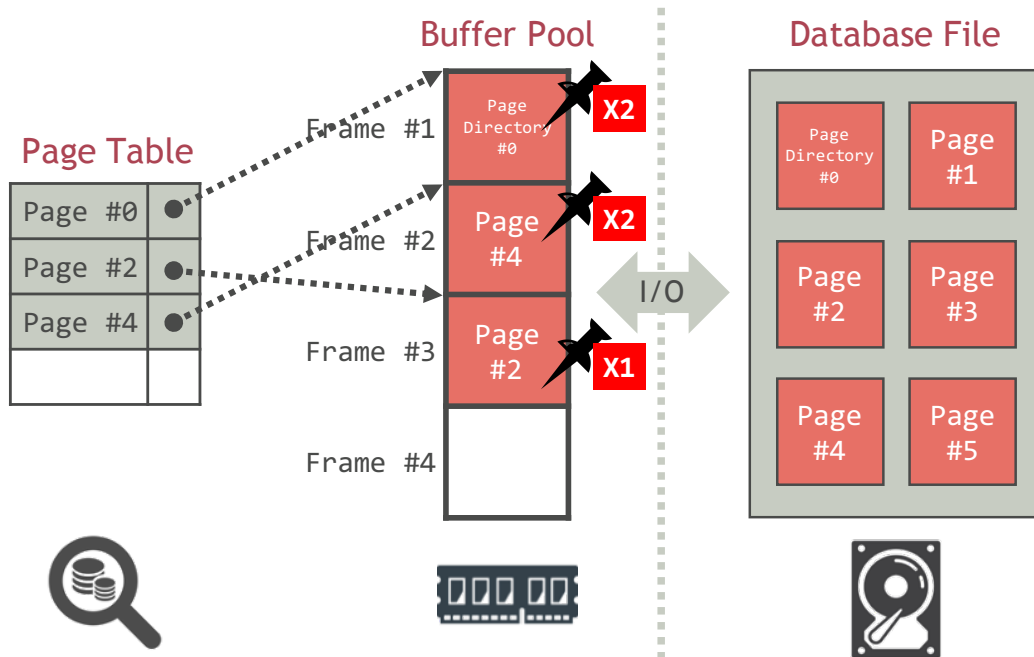 Page Table
Page #0
Page #2
Page #4
Buffer Pool
Frame #1
Page
Directory
#0
X2
Frame #2
Page
#4
X2
Frame #3
Page
#2
X1
Frame #4
I/O
Database File
Page
Directory
#0
Page
#1
Page
#2
Page
#3
Page
#4
Page
#5